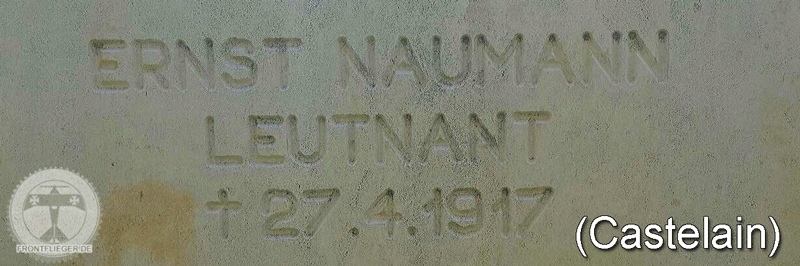 ERNST NAUMANN
LEUTNANT
† 27.4.1917
(Castelain)
FRONTFLIEGER·DE